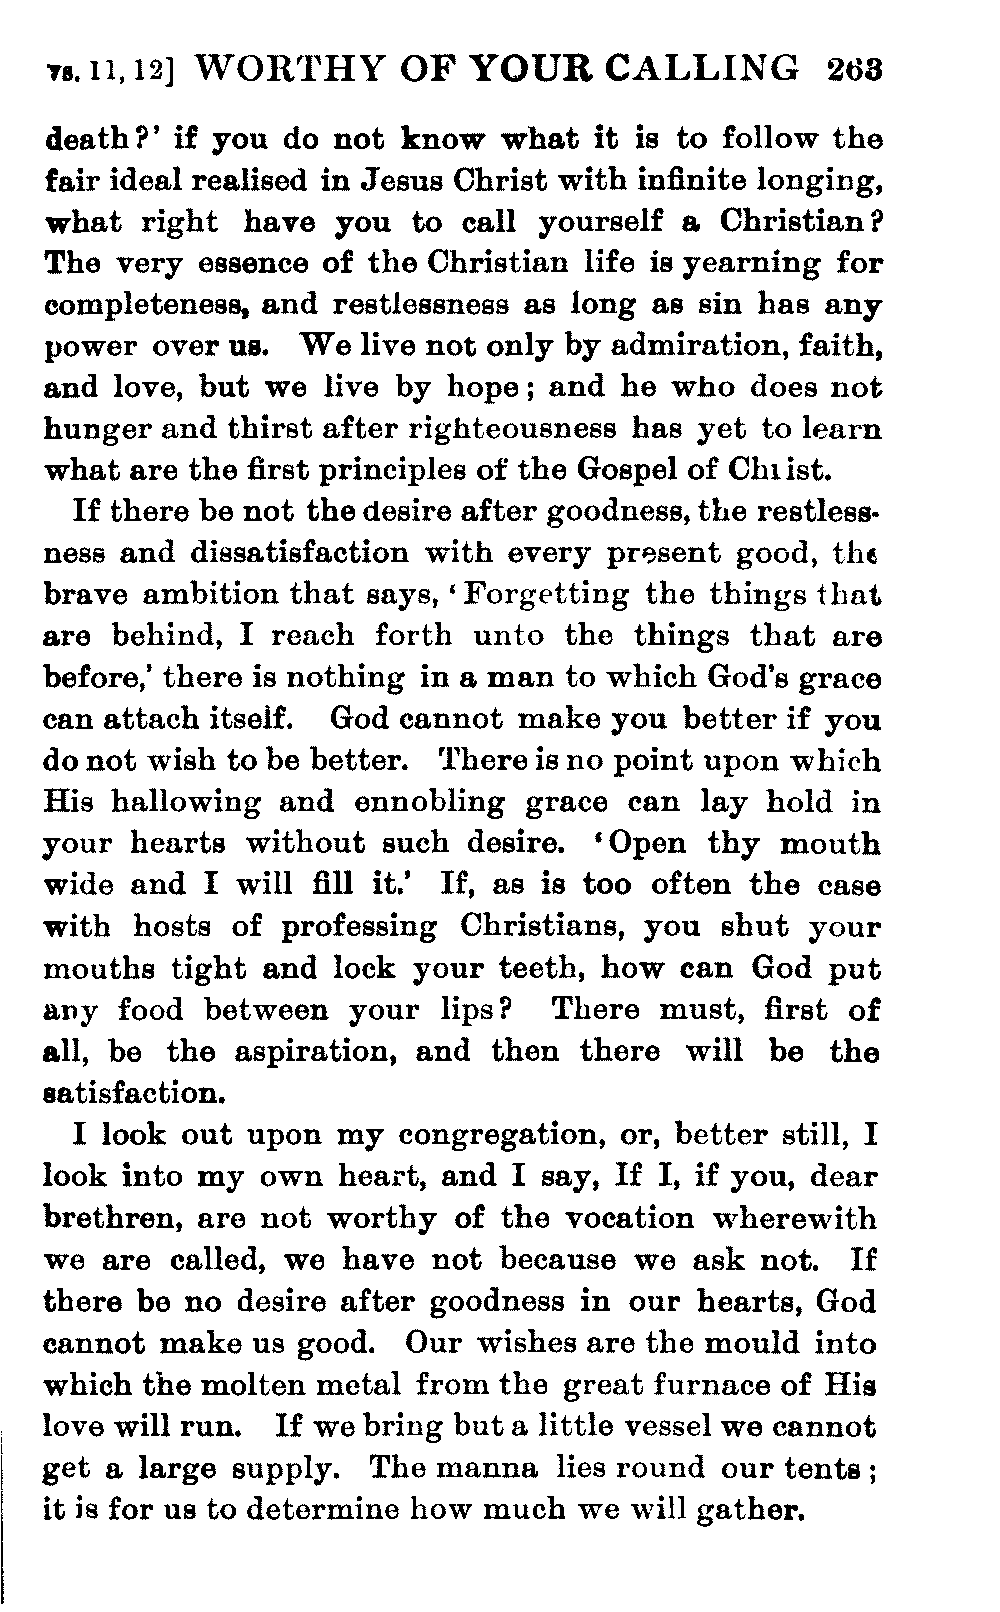 vs. 11, 12] WORTHY OF YOUR CALLING 263
death?' if you do not know what it is to follow the
fair ideal realised in Jesus Christ with infinite longing,
what right have you to call yourself a Christian?
The very essence of the Christian life is yearning for
completeness, and restlessness as long as sin has any
power over us. We live not only by admiration, faith,
and love, but we live by hope; and he who does not
hunger and thirst after righteousness has yet to learn
what are the first principles of the Gospel of Christ.
If there be not the desire after goodness, the restless-
ness and dissatisfaction with every present good, the
brave ambition that says, 'Forgetting the things that
are behind, I reach forth unto the things that are
before,' there is nothing in a man to which God's grace
can attach itself. God cannot make you better if you
do not wish to be better. There is no point upon which
His hallowing and ennobling grace can lay hold in
your hearts without such desire. 'Open thy mouth
wide and I will fill it.' If, as is too often the case
with hosts of professing Christians, you shut your
mouths tight and lock your teeth, how can God put
any food between your lips? There must, first of
all, be the aspiration, and then there will be the
satisfaction.
I look out upon my congregation, or, better still, I
look into my own heart, and I say, If I, if you, dear
brethren, are not worthy of the vocation wherewith
we are called, we have not because we ask not. If
there be no desire after goodness in our hearts, God
cannot make us good. Our wishes are the mould into
which the molten metal from the great furnace of His
love will run. If we bring but a little vessel we cannot
get a large supply. The manna lies round our tents;
it is for us to determine how much we will gather.